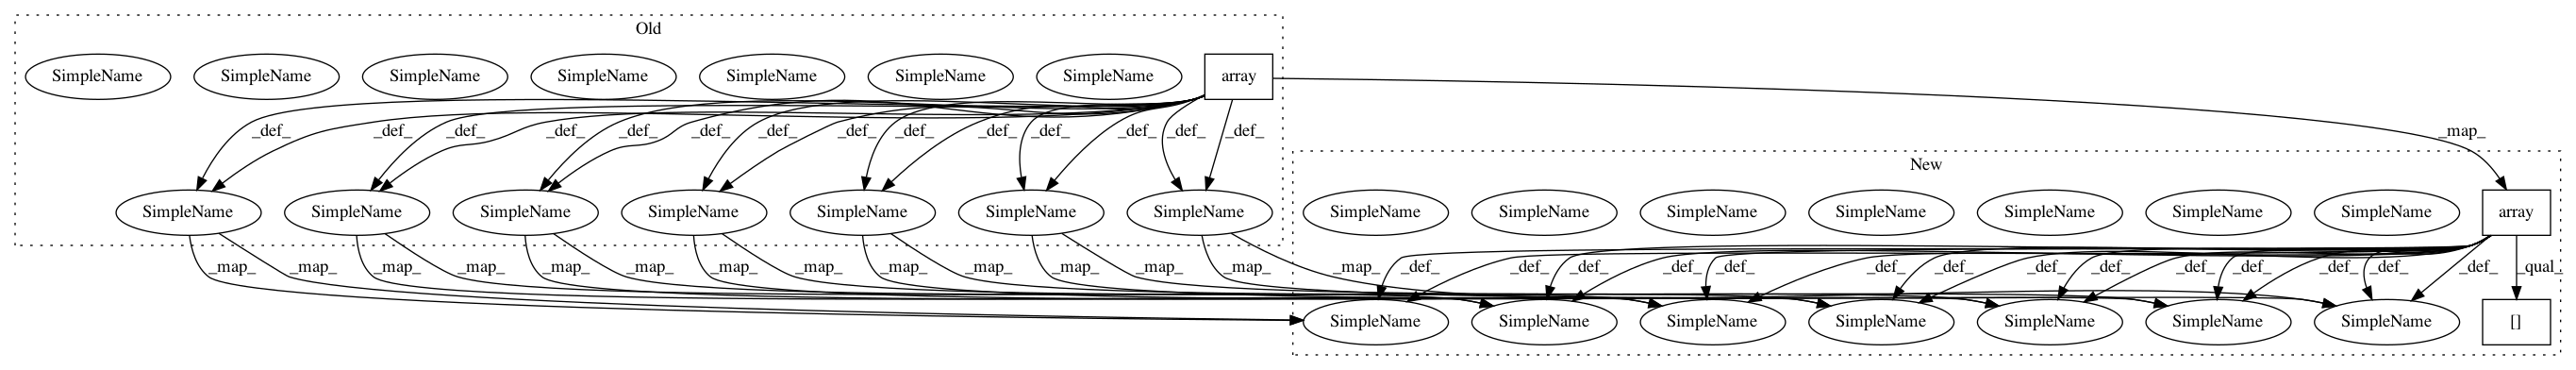 Old
SimpleName SimpleName SimpleName SimpleName SimpleName SimpleName SimpleName array
_def_ _def_ _def_ _def_ _def_ _def_ _def_ _def_ _def_ _def_ _def_ _def_ _def_ _def_ _map_
New
SimpleName SimpleName SimpleName SimpleName SimpleName SimpleName SimpleName SimpleName SimpleName SimpleName SimpleName SimpleName SimpleName SimpleName array
_map_ _map_ _map_ _map_ _map_ _map_ _map_ _map_ _map_ _map_ _map_ _map_ _map_ _map_ _def_ _def_ _def_ _def_ _def_ _def_ _def_ _def_ _def_ _def_ _def_ _def_ _def_ _qual_
SimpleName SimpleName SimpleName SimpleName SimpleName SimpleName SimpleName []